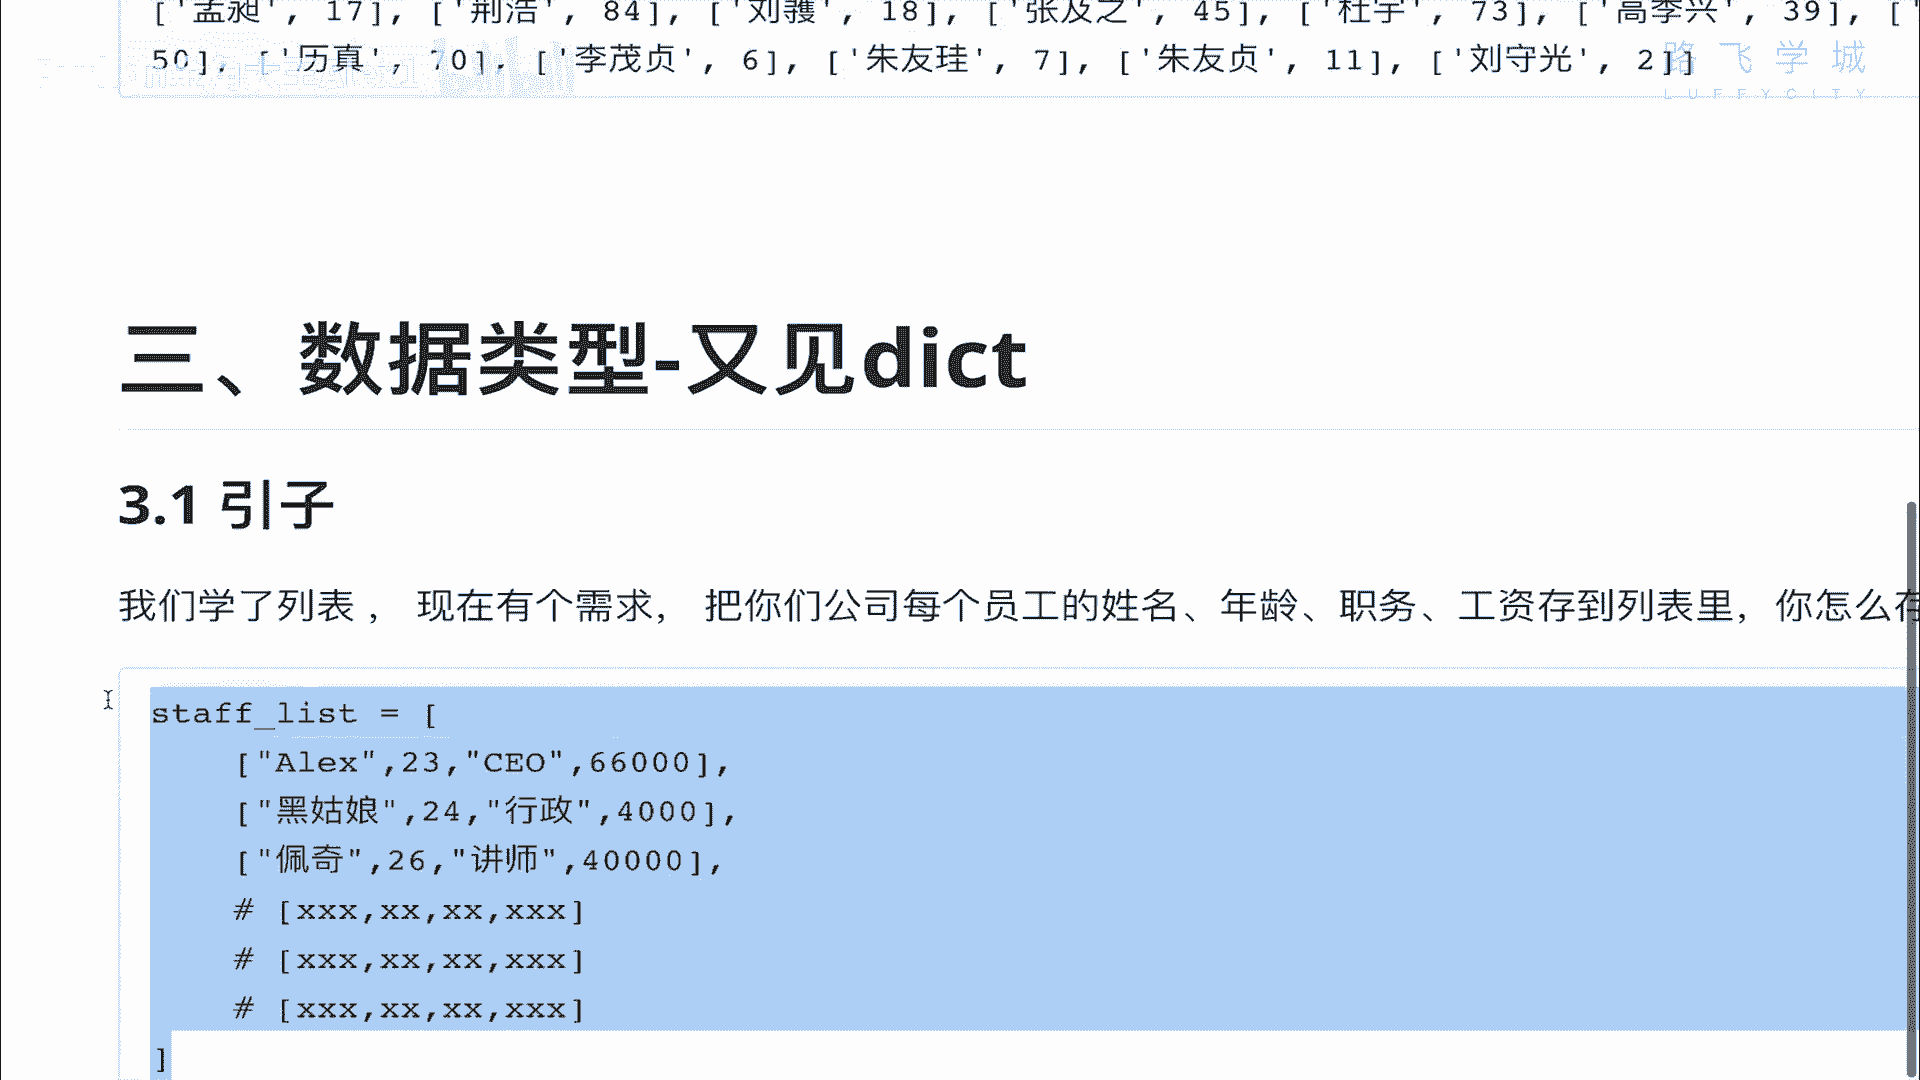 ['孟昶', 17], ['荆浩', 84], ['刘彟', 18], ['张及之', 45], ['杜宇', 73], ['高季兴', 39], ['
50], ['历真', 70], ['李茂贞', 6], ['朱友珪', 7], ['朱友贞', 11], ['刘守光', 2]]
路飞学城
LUFFYCITY
三、数据类型-又见dict
3.1 引子
我们学了列表 ， 现在有个需求， 把你们公司每个员工的姓名、年龄、职务、工资存到列表里，你怎么存
staff_list = [
["Alex",23,"CEO",66000],
["黑姑娘",24,"行政",4000],
["佩奇",26,"讲师",40000],
# [xxx,xx,xx,xxx]
# [xxx,xx,xx,xxx]
# [xxx,xx,xx,xxx]
]